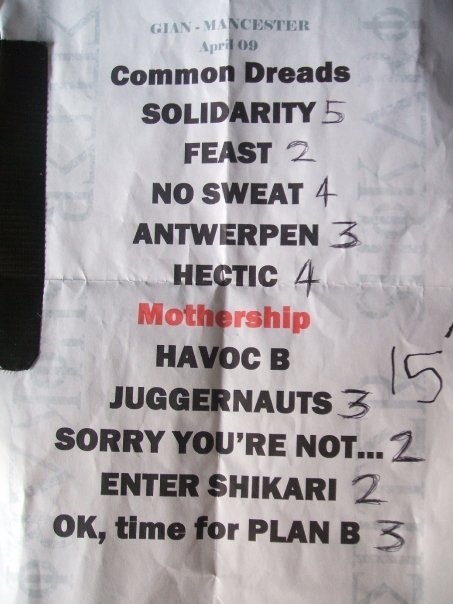 GIAN - MANCESTER
April 09
Common Dreads
SOLIDARITY 5
FEAST 2
NO SWEAT 4
ANTWERPEN 3
HECTIC 4
Mothership
HAVOC B
15
JUGGERNAUTS 3
SORRY YOU'RE NOT... 2
ENTER SHIKARI 2
OK, time for PLAN B 3